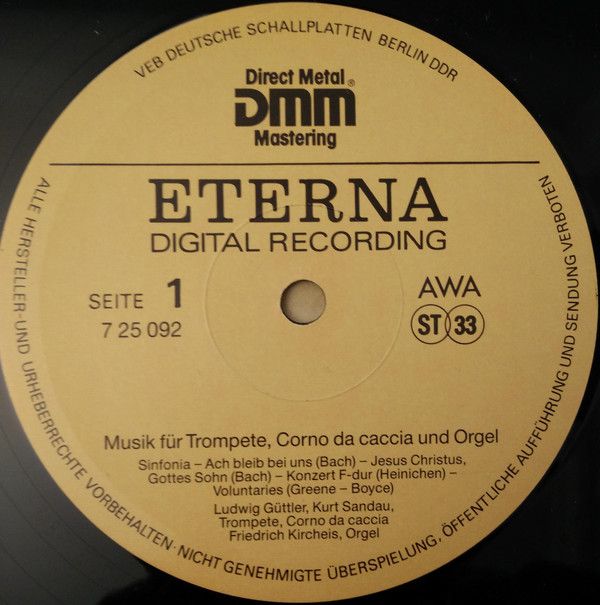 VEB DEUTSCHE SCHALLPLATTEN BERLIN DDR
Direct Metal
DMM®
Mastering
ETERNA
DIGITAL RECORDING
SEITE 1
7 25 092
AWA
ST 33
Musik für Trompete, Corno da caccia und Orgel
Sinfonia – Ach bleib bei uns (Bach) – Jesus Christus,
Gottes Sohn (Bach) – Konzert F-dur (Heinichen) –
Voluntaries (Greene – Boyce)
Ludwig Güttler, Kurt Sandau,
Trompete, Corno da caccia
Friedrich Kircheis, Orgel
ALLE HERSTELLER- UND URHEBERRECHTE VORBEHALTEN · NICHT GENEHMIGTE ÜBERSPIELUNG, ÖFFENTLICHE AUFFÜHRUNG UND SENDUNG VERBOTEN